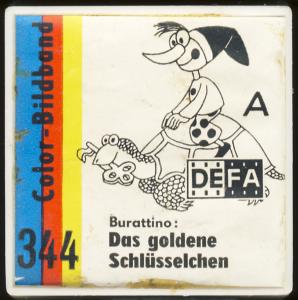 Color-Bildband
344
A
DEFA
Burattino:
Das goldene
Schlüsselchen